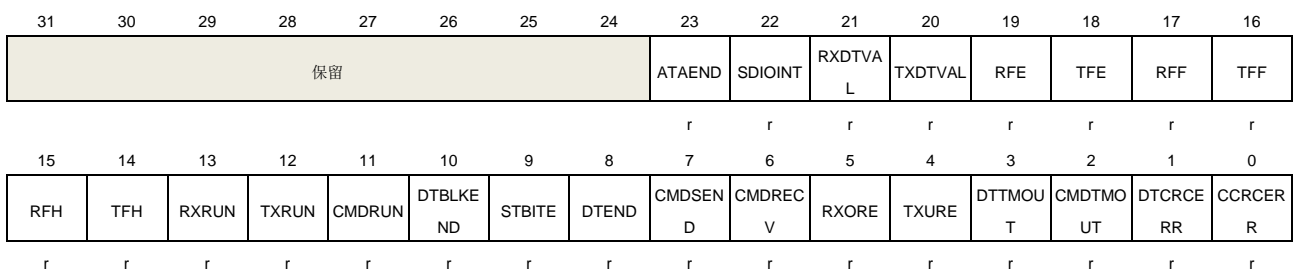 31 30 29 28 27 26 25 24 23 22 21 20 19 18 17 16
保留 ATAEND SDIOINT RXDTVA TXDTVAL RFE TFE RFF TFF
L
r r r r r r r r
15 14 13 12 11 10 9 8 7 6 5 4 3 2 1 0
RFH TFH RXRUN TXRUN CMDRUN DTBLKE STBITE DTEND CMDSEN CMDREC RXORE TXURE DTTMOU CMDTMO DTCRCE CCRCER
ND D V T UT RR R
r r r r r r r r r r r r r r r r